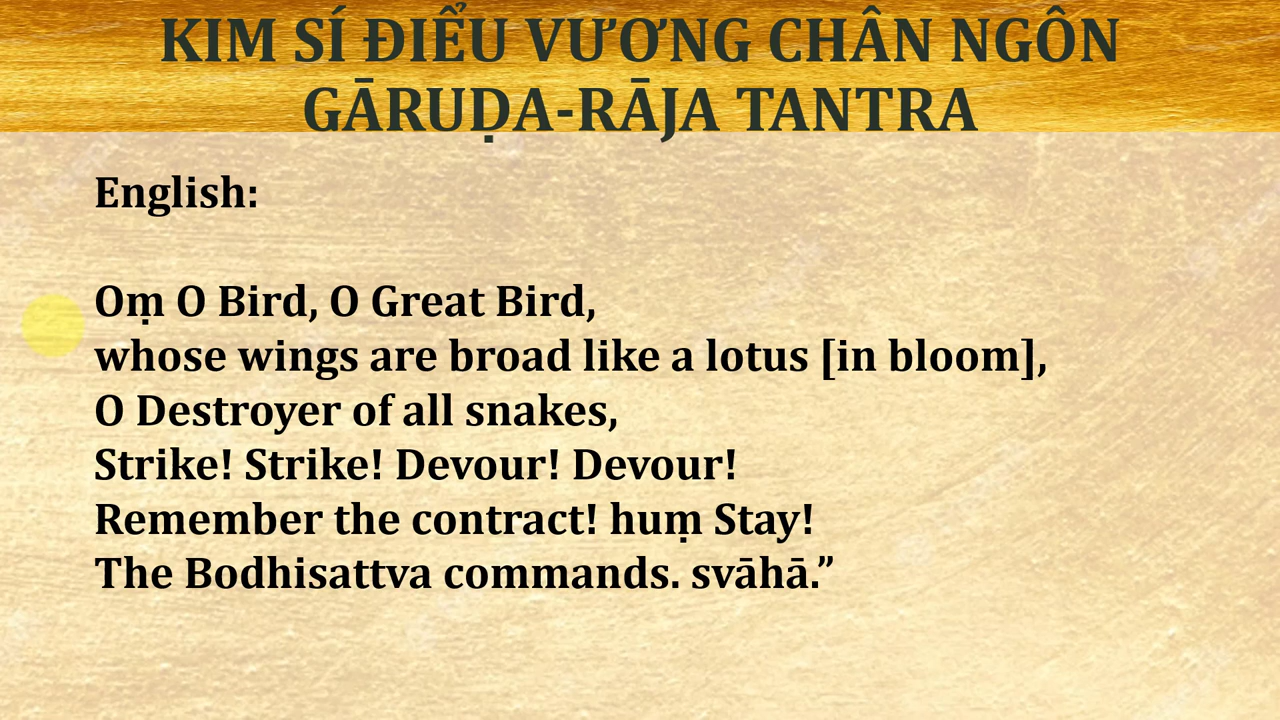 KIM SÍ ĐIỂU VƯƠNG CHÂN NGÔN
GĀRUḌA-RĀJA TANTRA
English:
Oṃ O Bird, O Great Bird,
whose wings are broad like a lotus [in bloom],
O Destroyer of all snakes,
Strike! Strike! Devour! Devour!
Remember the contract! huṃ Stay!
The Bodhisattva commands. svāhā.”